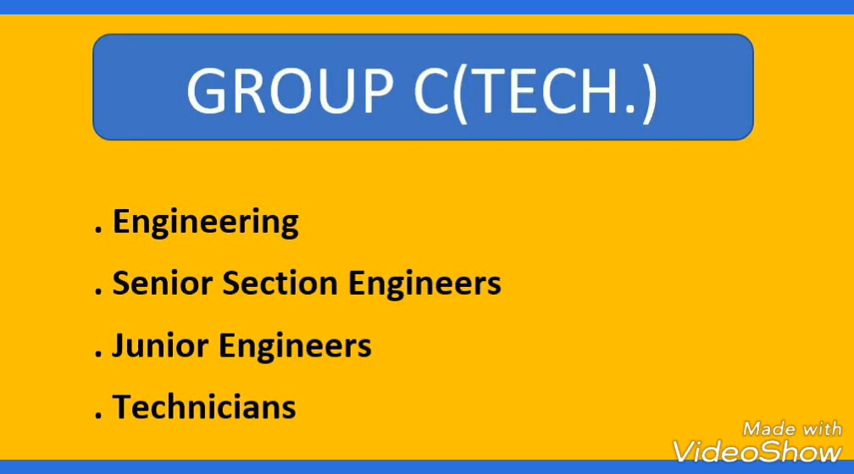 GROUP C(TECH.)
. Engineering
. Senior Section Engineers
. Junior Engineers
. Technicians
Made with
VideoShow